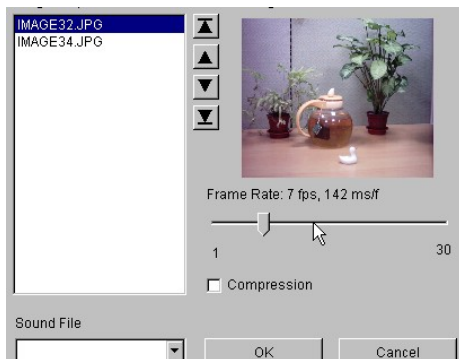 IMAGE32.JPG
IMAGE34.JPG
Frame Rate: 7 fps, 142 ms/f
1
30
Compression
Sound File
OK
Cancel